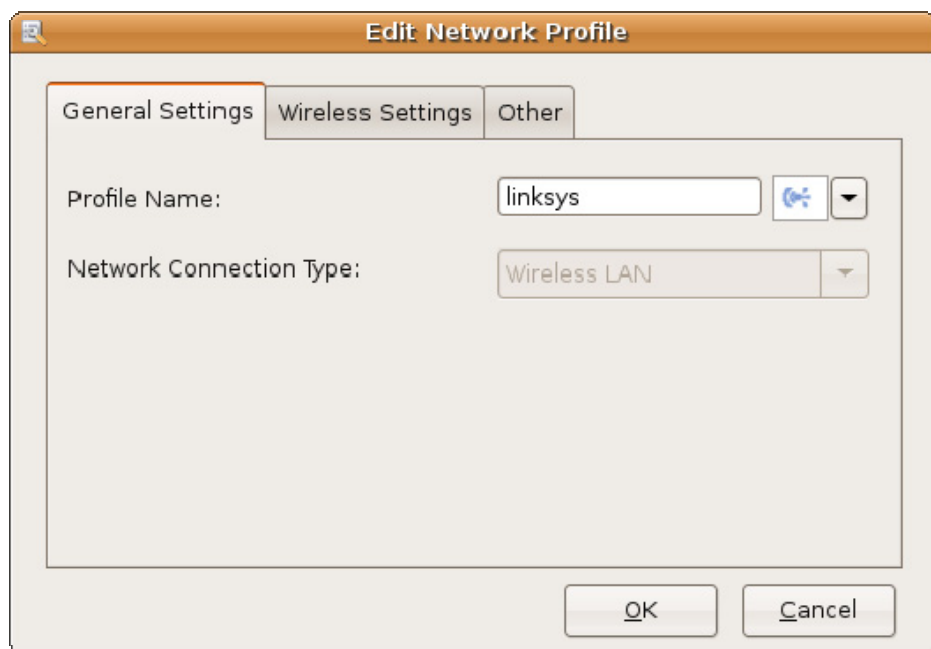 Edit Network Profile
General Settings Wireless Settings Other
Profile Name: linksys
Network Connection Type: Wireless LAN
OK Cancel